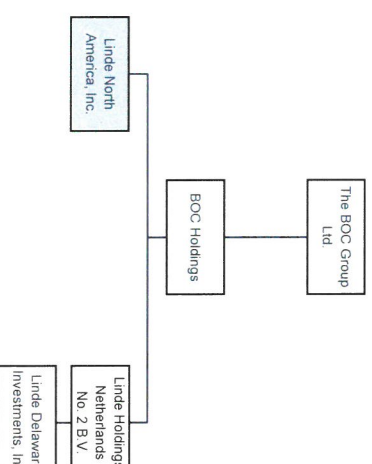 The BOC Group
Ltd.
BOC Holdings
Linde North
America, Inc.
Linde Holdings
Netherlands
No. 2 B.V.
Linde Delawar
Investments, In